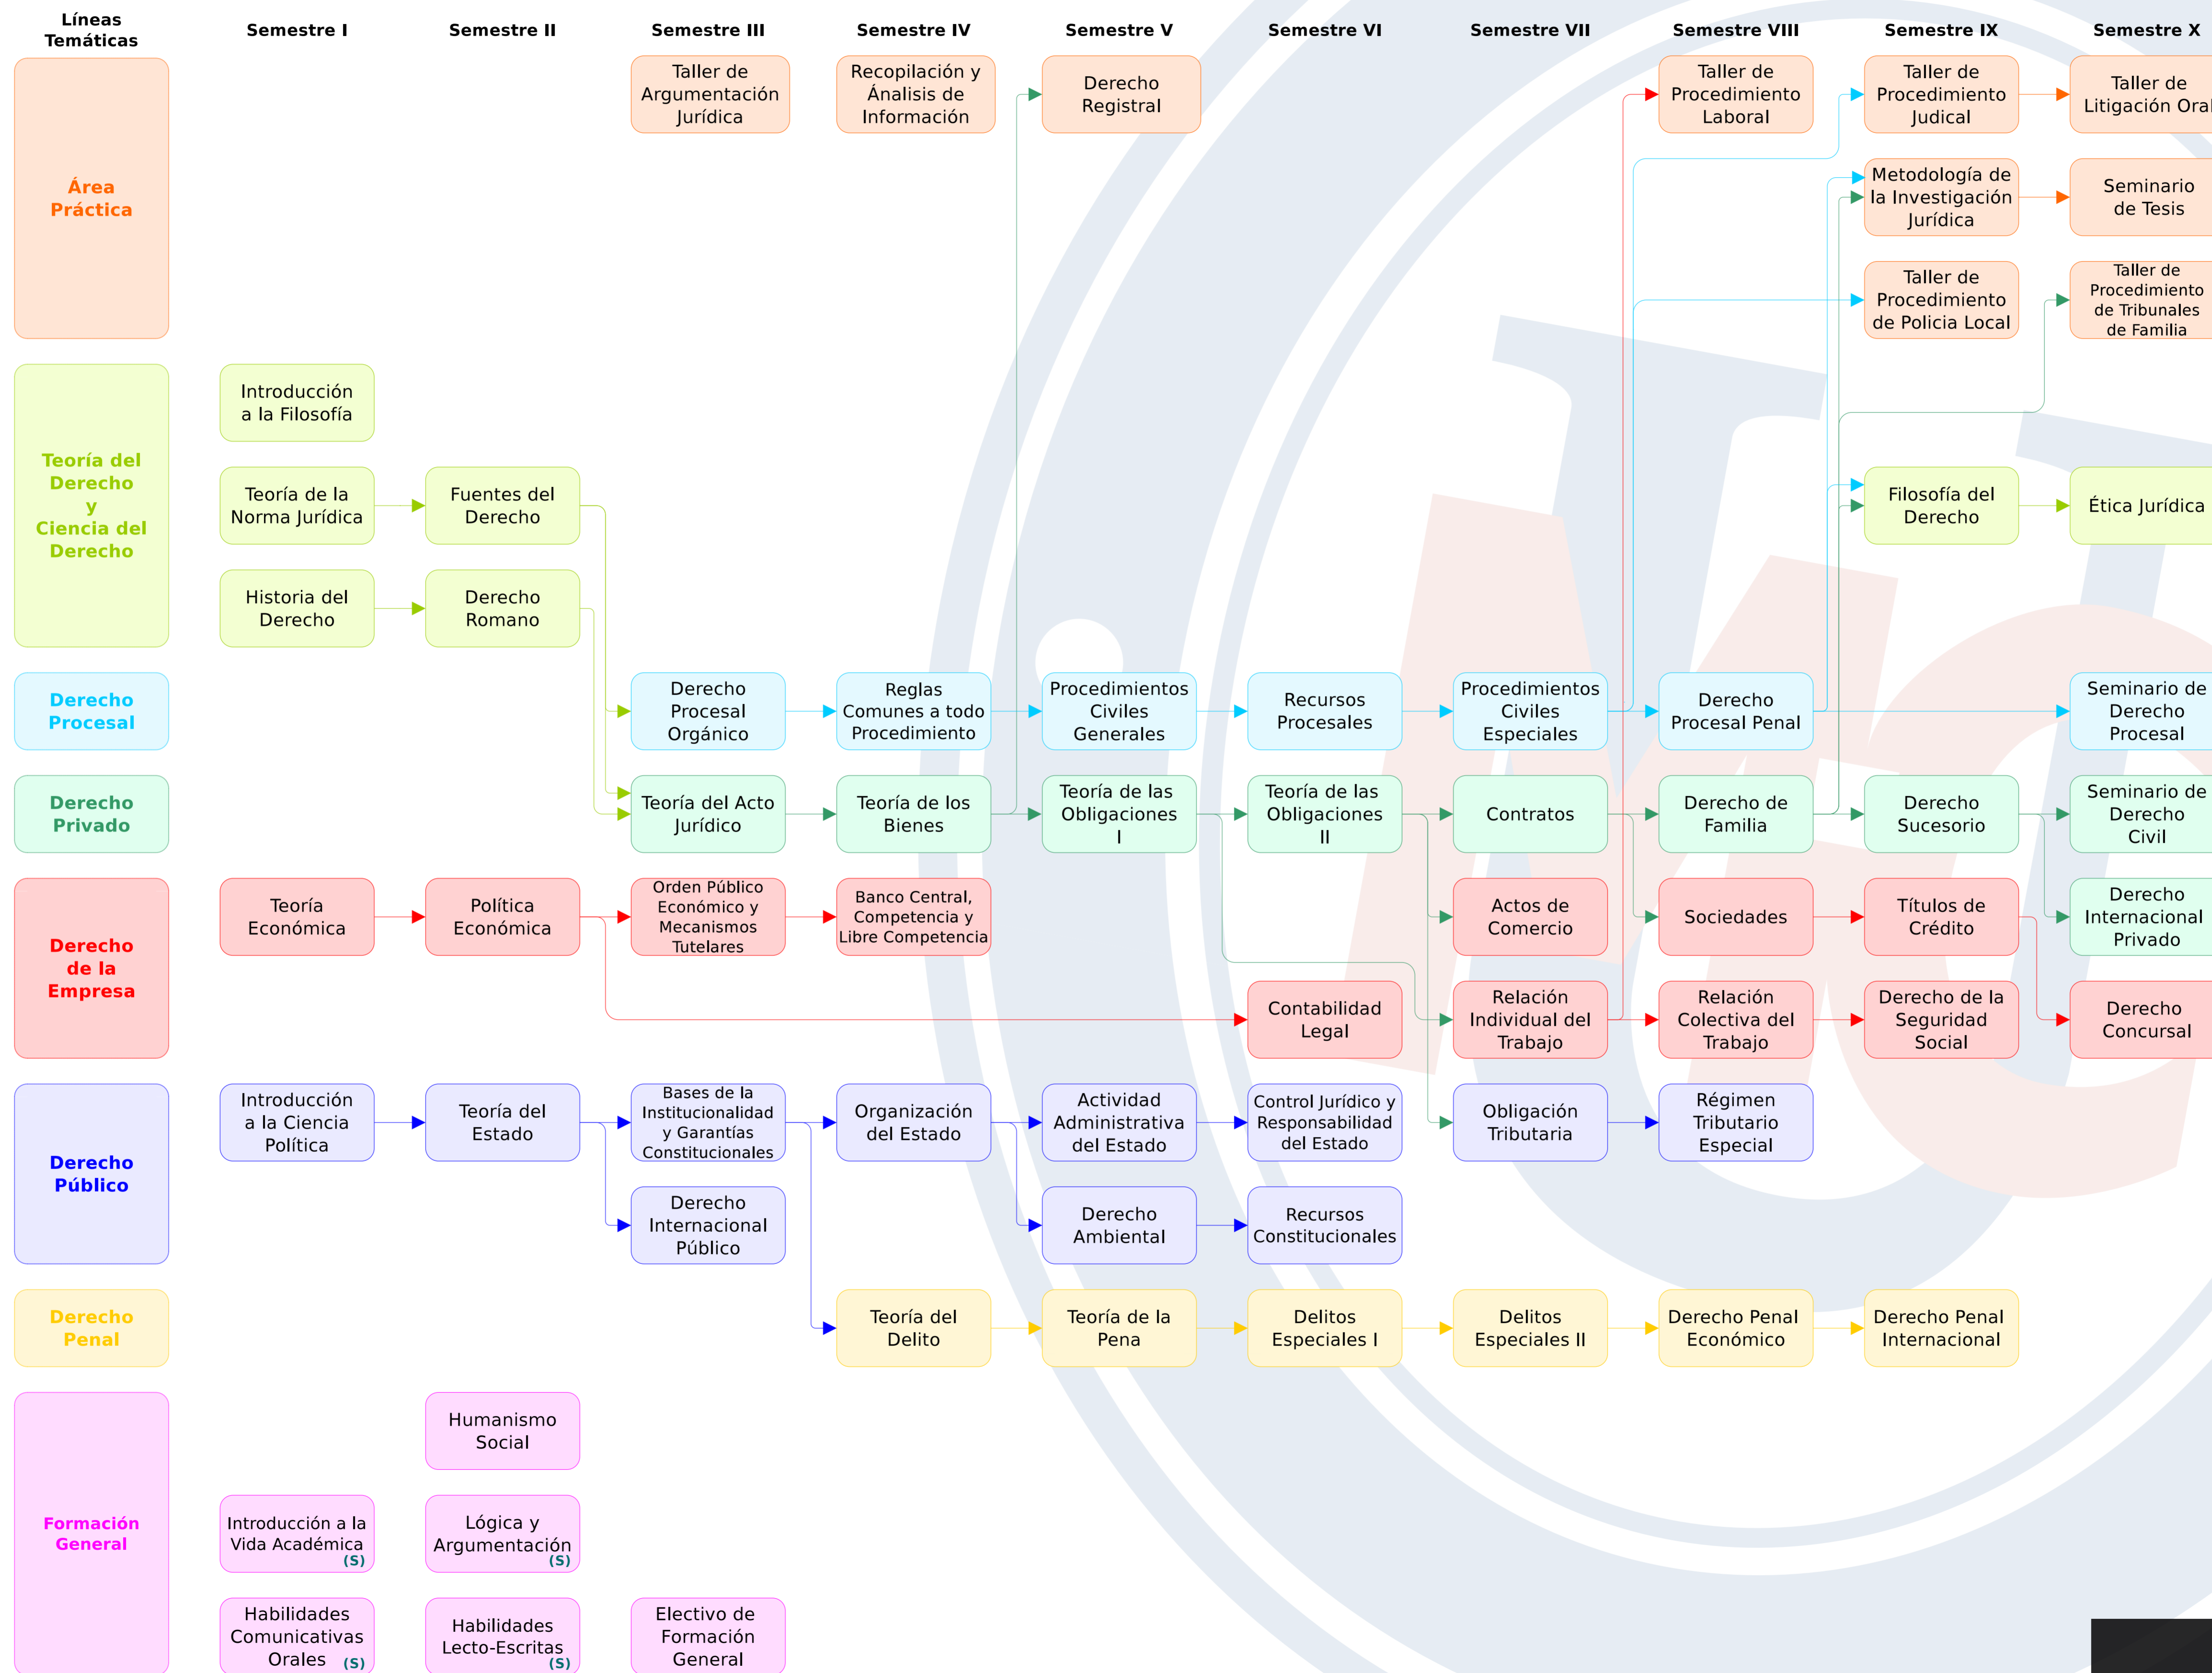 Líneas
Temáticas
Semestre I
Semestre II
Semestre III
Semestre IV
Semestre V
Semestre VI
Semestre VII
Semestre VIII
Semestre IX
Semestre X
Área
Práctica
Taller de
Argumentación
Jurídica
Recopilación y
Ánalisis de
Información
Derecho
Registral
Taller de
Procedimiento
Laboral
Taller de
Procedimiento
Judical
Taller de
Litigación Oral
Metodología de
la Investigación
Jurídica
Seminario
de Tesis
Taller de
Procedimiento
de Policia Local
Taller de
Procedimiento
de Tribunales
de Familia
Teoría del
Derecho
y
Ciencia del
Derecho
Introducción
a la Filosofía
Teoría de la
Norma Jurídica
Fuentes del
Derecho
Filosofía del
Derecho
Ética Jurídica
Historia del
Derecho
Derecho
Romano
Derecho
Procesal
Derecho
Procesal
Orgánico
Reglas
Comunes a todo
Procedimiento
Procedimientos
Civiles
Generales
Recursos
Procesales
Procedimientos
Civiles
Especiales
Derecho
Procesal Penal
Seminario de
Derecho
Procesal
Derecho
Privado
Teoría del Acto
Jurídico
Teoría de los
Bienes
Teoría de las
Obligaciones
I
Teoría de las
Obligaciones
II
Contratos
Derecho de
Familia
Derecho
Sucesorio
Seminario de
Derecho
Civil
Derecho
de la
Empresa
Teoría
Económica
Política
Económica
Orden Público
Económico y
Mecanismos
Tutelares
Banco Central,
Competencia y
Libre Competencia
Actos de
Comercio
Sociedades
Títulos de
Crédito
Derecho
Internacional
Privado
Contabilidad
Legal
Relación
Individual del
Trabajo
Relación
Colectiva del
Trabajo
Derecho de la
Seguridad
Social
Derecho
Concursal
Derecho
Público
Introducción
a la Ciencia
Política
Teoría del
Estado
Bases de la
Institucionalidad
y Garantías
Constitucionales
Organización
del Estado
Actividad
Administrativa
del Estado
Control Jurídico y
Responsabilidad
del Estado
Obligación
Tributaria
Régimen
Tributario
Especial
Derecho
Internacional
Público
Derecho
Ambiental
Recursos
Constitucionales
Derecho
Penal
Teoría del
Delito
Teoría de la
Pena
Delitos
Especiales I
Delitos
Especiales II
Derecho Penal
Económico
Derecho Penal
Internacional
Formación
General
Humanismo
Social
Introducción a la
Vida Académica
(S)
Lógica y
Argumentación
(S)
Habilidades
Comunicativas
Orales (S)
Habilidades
Lecto-Escritas
(S)
Electivo de
Formación
General